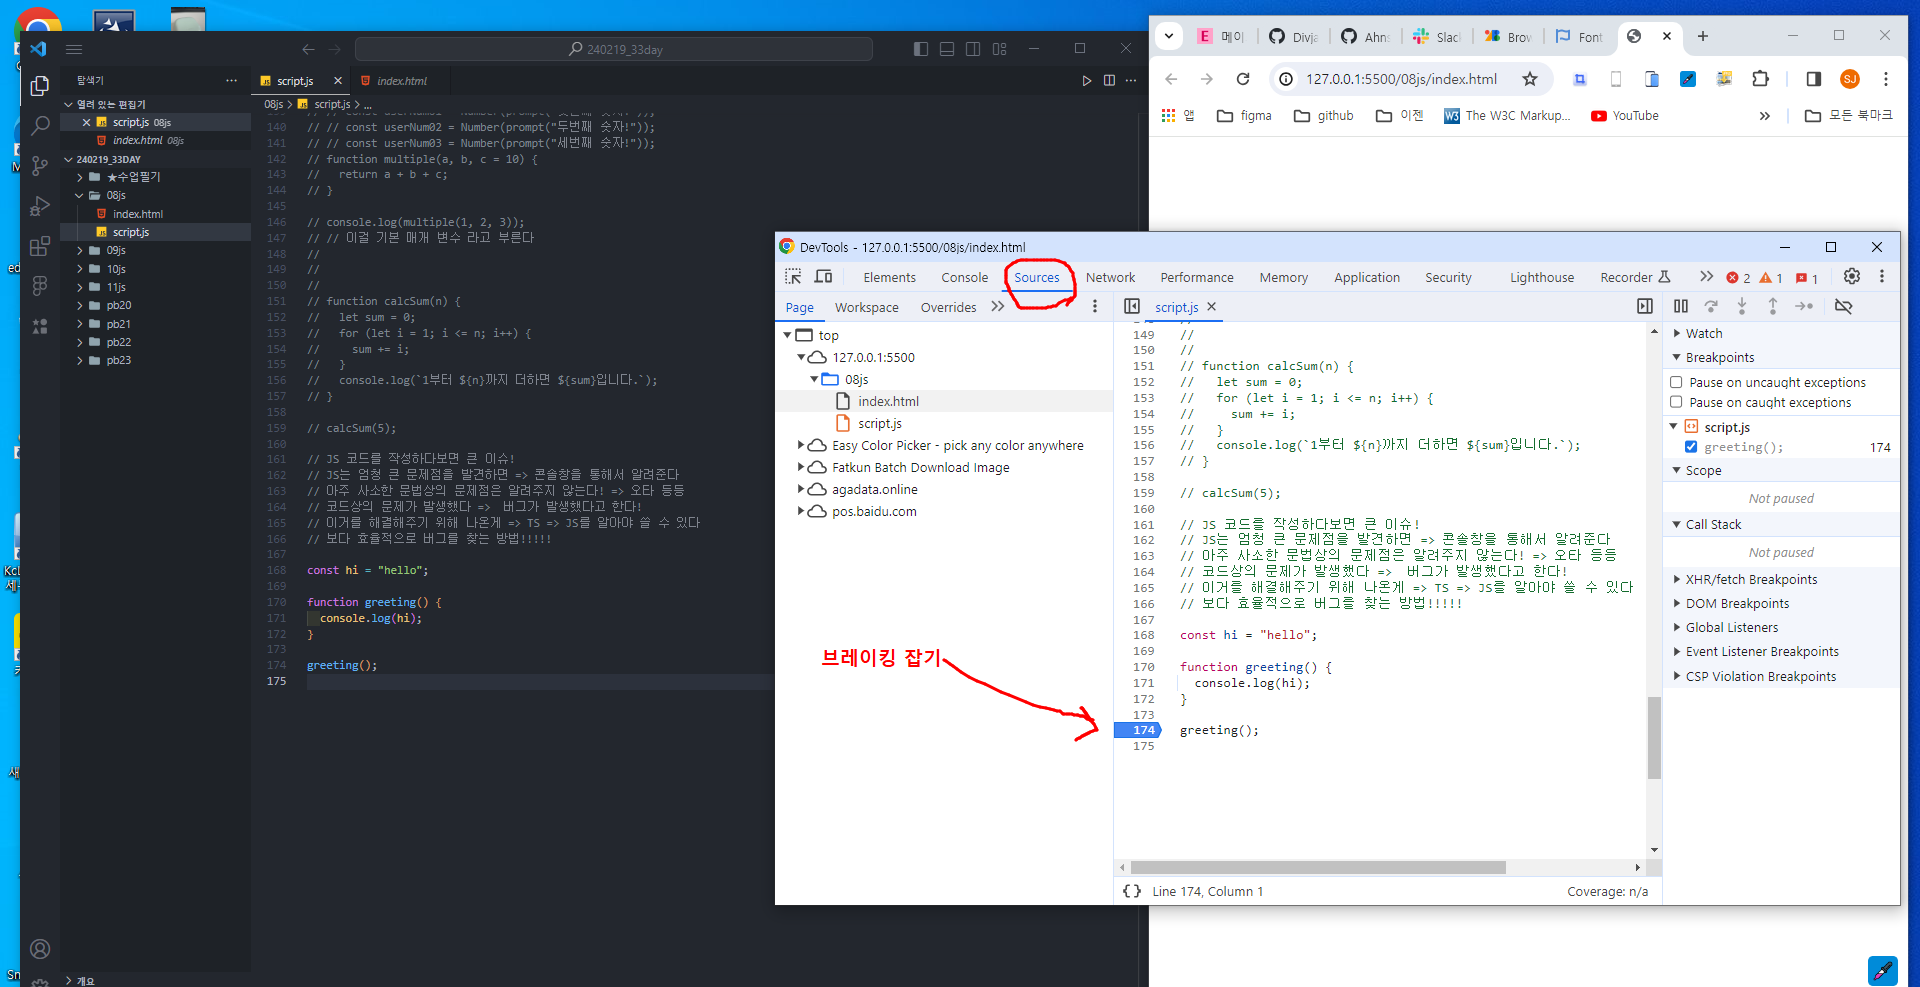 240219_33day
탐색기
열려 있는 편집기
script.js 08js
index.html 08js
240219_33DAY
★수업필기
08js
index.html
script.js
09js
10js
11js
pb20
pb21
pb22
pb23
개요
script.js
index.html
08js > script.js > ...
140 // // const userNum02 = Number(prompt("두번째 숫자!"));
141 // // const userNum03 = Number(prompt("세번째 숫자!"));
142 // function multiple(a, b, c = 10) {
143 //   return a + b + c;
144 // }
145
146 // console.log(multiple(1, 2, 3));
147 // // 이걸 기본 매개 변수 라고 부른다
148 //
149 //
150 //
151 // function calcSum(n) {
152 //   let sum = 0;
153 //   for (let i = 1; i <= n; i++) {
154 //     sum += i;
155 //   }
156 //   console.log(`1부터 ${n}까지 더하면 ${sum}입니다.`);
157 // }
158
159 // calcSum(5);
160
161 // JS 코드를 작성하다보면 큰 이슈!
162 // JS는 엄청 큰 문제점을 발견하면 => 콘솔창을 통해서 알려준다
163 // 아주 사소한 문법상의 문제점은 알려주지 않는다! => 오타 등등
164 // 코드상의 문제가 발생했다 =>  버그가 발생했다고 한다!
165 // 이거를 해결해주기 위해 나온게 => TS => JS를 알아야 쓸 수 있다
166 // 보다 효율적으로 버그를 찾는 방법!!!!!
167
168 const hi = "hello";
169
170 function greeting() {
171   console.log(hi);
172 }
173
174 greeting();
175
메이
Divja
Ahns
Slac
Brow
Font
127.0.0.1:5500/08js/index.html
SJ
앱
figma
github
이젠
The W3C Markup...
YouTube
모든 북마크
DevTools - 127.0.0.1:5500/08js/index.html
Elements Console Sources Network Performance Memory Application Security Lighthouse Recorder 2 1 1
Page Workspace Overrides
script.js
top
127.0.0.1:5500
08js
index.html
script.js
Easy Color Picker - pick any color anywhere
Fatkun Batch Download Image
agadata.online
pos.baidu.com
브레이킹 잡기
149 //
150 //
151 // function calcSum(n) {
152 //   let sum = 0;
153 //   for (let i = 1; i <= n; i++) {
154 //     sum += i;
155 //   }
156 //   console.log(`1부터 ${n}까지 더하면 ${sum}입니다.`);
157 // }
158
159 // calcSum(5);
160
161 // JS 코드를 작성하다보면 큰 이슈!
162 // JS는 엄청 큰 문제점을 발견하면 => 콘솔창을 통해서 알려준다
163 // 아주 사소한 문법상의 문제점은 알려주지 않는다! => 오타 등등
164 // 코드상의 문제가 발생했다 =>  버그가 발생했다고 한다!
165 // 이거를 해결해주기 위해 나온게 => TS => JS를 알아야 쓸 수 있다
166 // 보다 효율적으로 버그를 찾는 방법!!!!!
167
168 const hi = "hello";
169
170 function greeting() {
171   console.log(hi);
172 }
173
174 greeting();
175
Line 174, Column 1
Coverage: n/a
Watch
Breakpoints
Pause on uncaught exceptions
Pause on caught exceptions
script.js
greeting(); 174
Scope
Not paused
Call Stack
Not paused
XHR/fetch Breakpoints
DOM Breakpoints
Global Listeners
Event Listener Breakpoints
CSP Violation Breakpoints